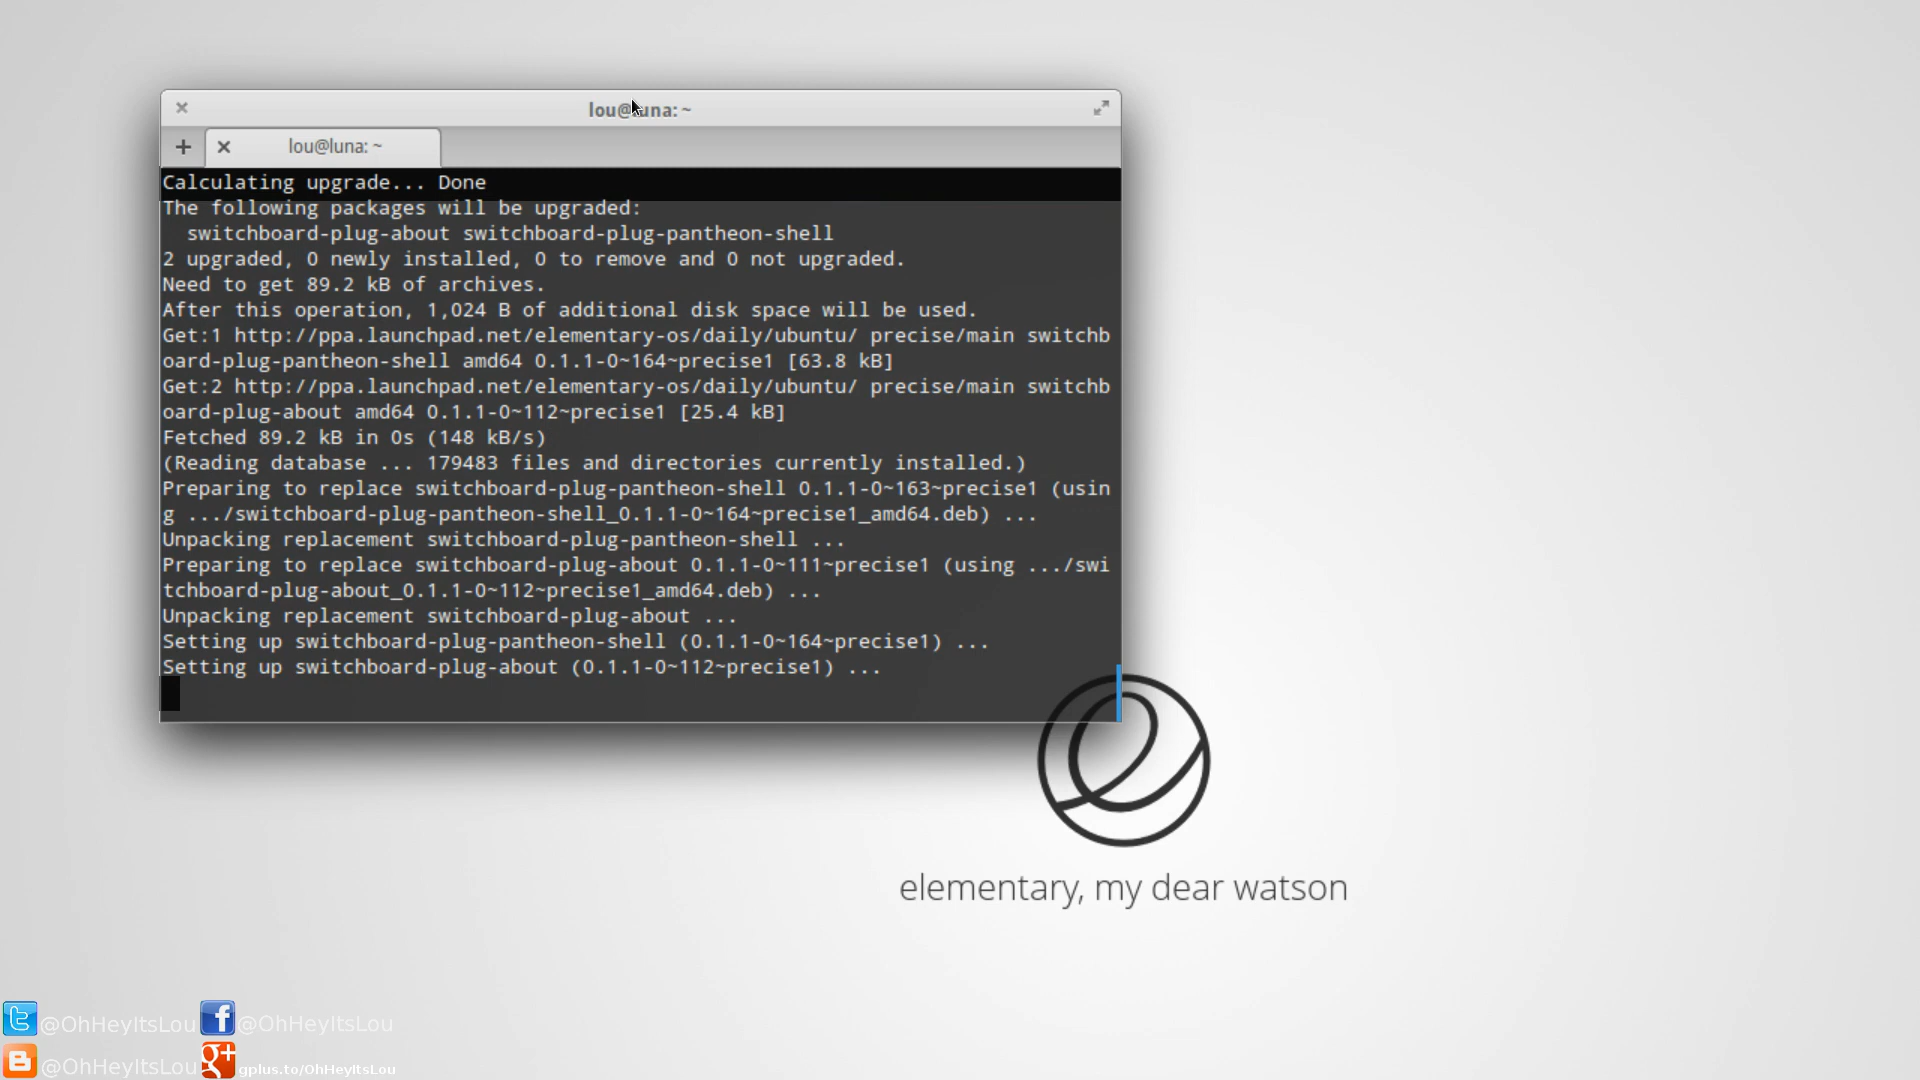 lou@luna: ~
lou@luna: ~
Calculating upgrade... Done
The following packages will be upgraded:
switchboard-plug-about switchboard-plug-pantheon-shell
2 upgraded, 0 newly installed, 0 to remove and 0 not upgraded.
Need to get 89.2 kB of archives.
After this operation, 1,024 B of additional disk space will be used.
Get:1 http://ppa.launchpad.net/elementary-os/daily/ubuntu/ precise/main switchb
oard-plug-pantheon-shell amd64 0.1.1-0~164~precise1 [63.8 kB]
Get:2 http://ppa.launchpad.net/elementary-os/daily/ubuntu/ precise/main switchb
oard-plug-about amd64 0.1.1-0~112~precise1 [25.4 kB]
Fetched 89.2 kB in 0s (148 kB/s)
(Reading database ... 179483 files and directories currently installed.)
Preparing to replace switchboard-plug-pantheon-shell 0.1.1-0~163~precise1 (usin
g .../switchboard-plug-pantheon-shell_0.1.1-0~164~precise1_amd64.deb) ...
Unpacking replacement switchboard-plug-pantheon-shell ...
Preparing to replace switchboard-plug-about 0.1.1-0~111~precise1 (using .../swi
tchboard-plug-about_0.1.1-0~112~precise1_amd64.deb) ...
Unpacking replacement switchboard-plug-about ...
Setting up switchboard-plug-pantheon-shell (0.1.1-0~164~precise1) ...
Setting up switchboard-plug-about (0.1.1-0~112~precise1) ...
elementary, my dear watson
@OhHeyItsLou @OhHeyItsLou
@OhHeyItsLou gplus.to/OhHeyItsLou